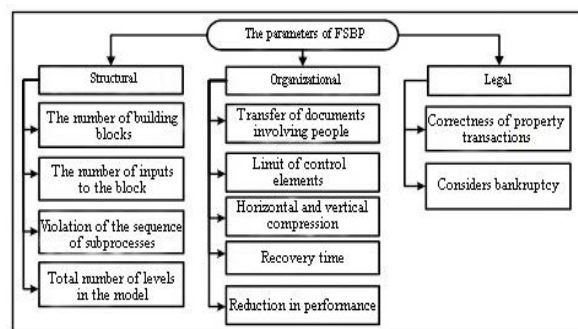 The parameters of FSBP
Structural
The number of building
blocks
The number of inputs
to the block
Violation of the sequence
of subprocesses
Total number of levels
in the model
Organizational
Transfer of documents
involving people
Limit of control
elements
Horizontal and vertical
compression
Recovery time
Reduction in performance
Legal
Correctness of property
transactions
Considers bankruptcy